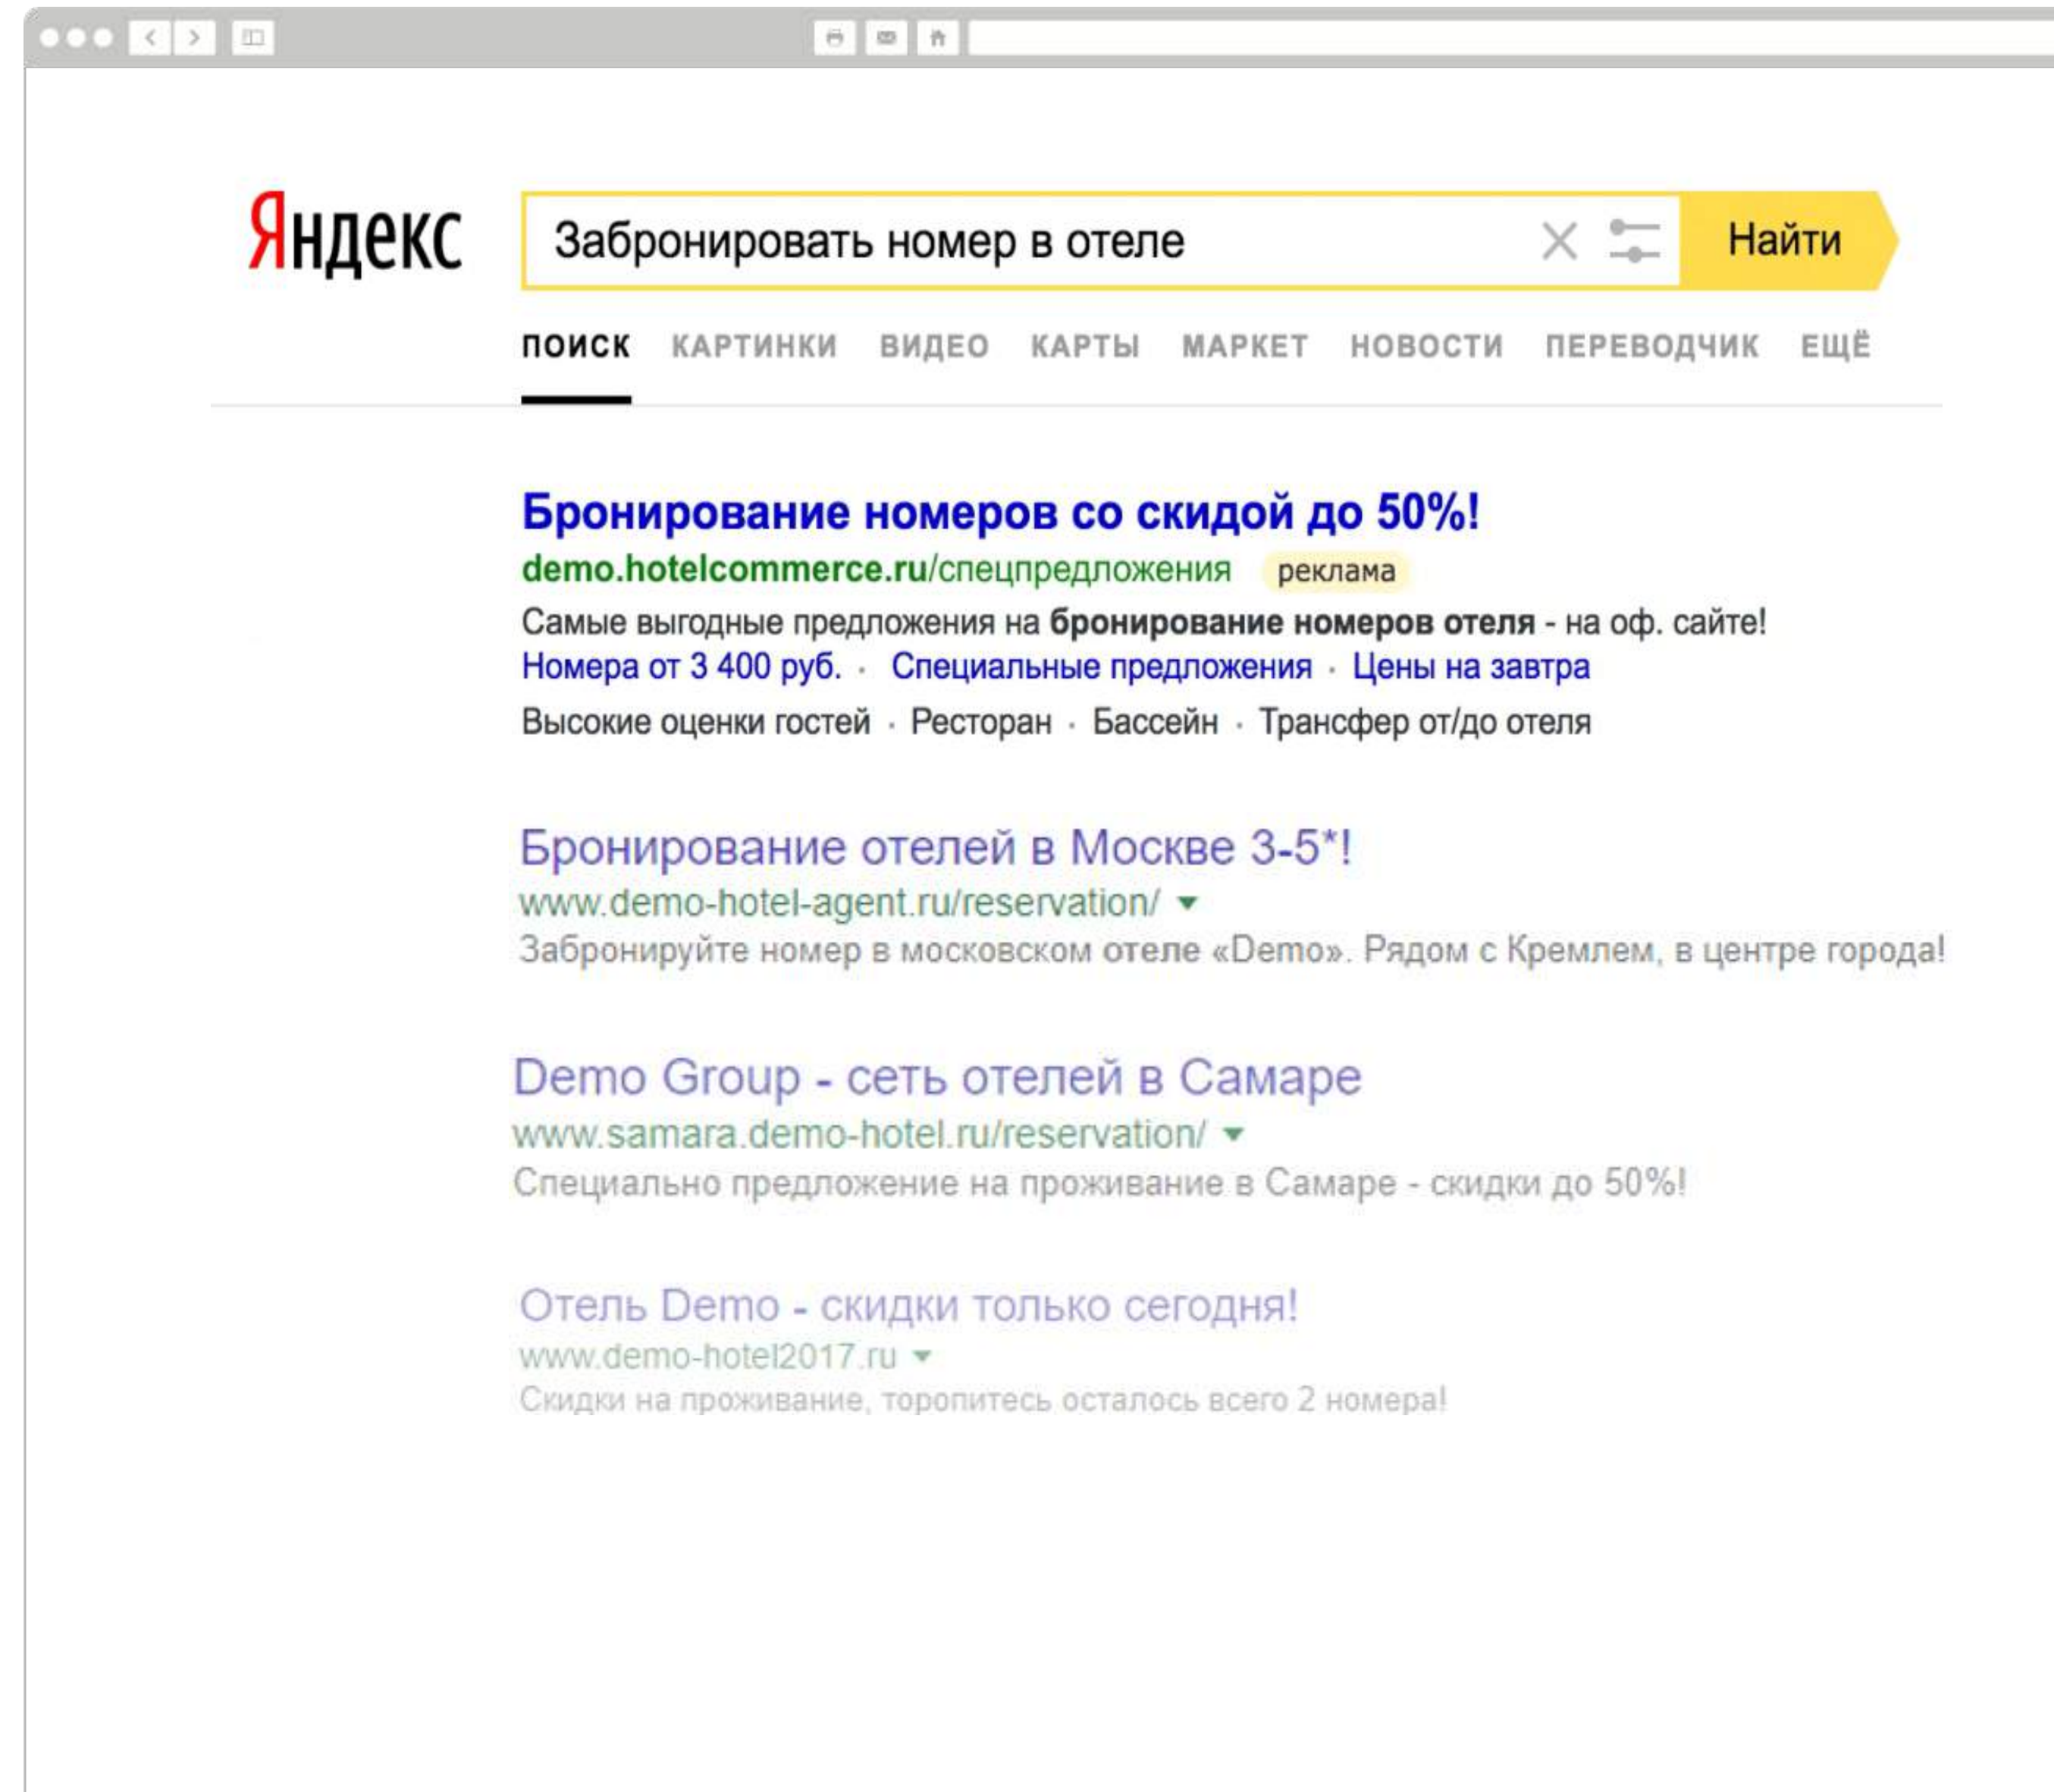 Яндекс
Забронировать номер в отеле
Найти
ПОИСК КАРТИНКИ ВИДЕО КАРТЫ МАРКЕТ НОВОСТИ ПЕРЕВОДЧИК ЕЩЁ
Бронирование номеров со скидой до 50%!
demo.hotelcommerce.ru/спецпредложения реклама
Самые выгодные предложения на бронирование номеров отеля - на оф. сайте!
Номера от 3 400 руб. · Специальные предложения · Цены на завтра
Высокие оценки гостей · Ресторан · Бассейн · Трансфер от/до отеля
Бронирование отелей в Москве 3-5*!
www.demo-hotel-agent.ru/reservation/
Забронируйте номер в московском отеле «Demo». Рядом с Кремлем, в центре города!
Demo Group - сеть отелей в Самаре
www.samara.demo-hotel.ru/reservation/
Специально предложение на проживание в Самаре - скидки до 50%!
Отель Demo - скидки только сегодня!
www.demo-hotel2017.ru
Скидки на проживание, торопитесь осталось всего 2 номера!